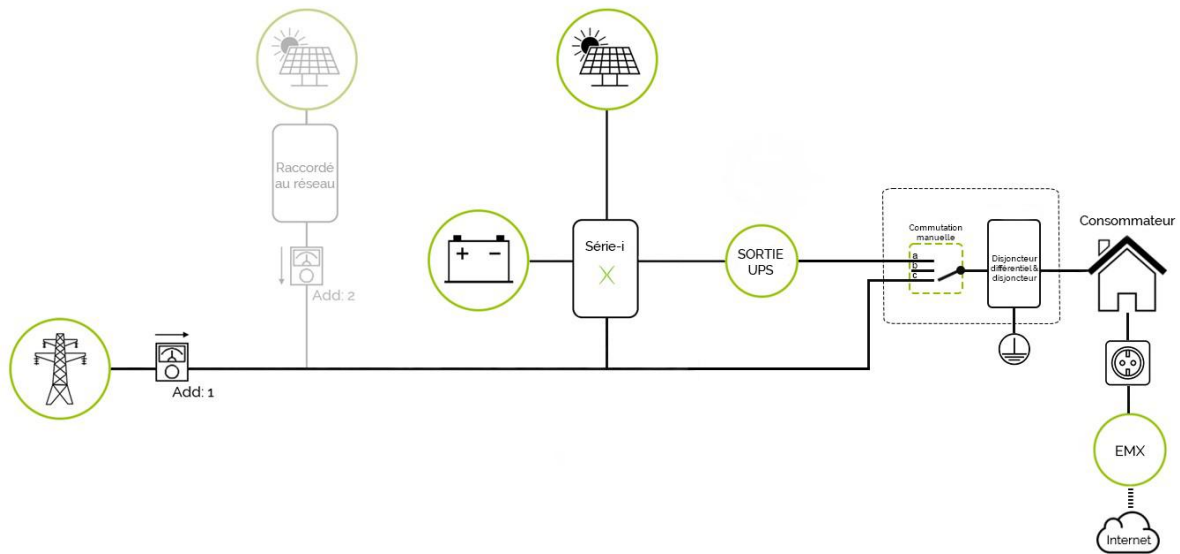 Raccordé
au réseau
Add: 2
Add: 1
+ −
Série-i
X
SORTIE
UPS
Commutation
manuelle
a
b
c
Disjoncteur
différentiel &
disjoncteur
Consommateur
EMX
Internet